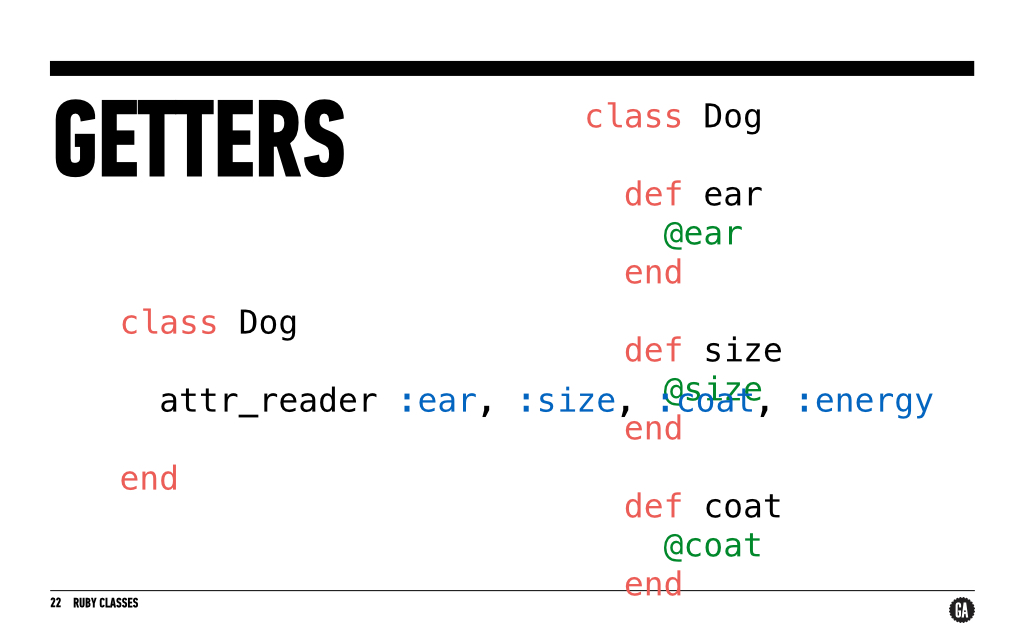 GETTERS
class Dog
attr_reader :ear, :size, :coat, :energy
end
class Dog
def ear
@ear
end
def size
@size
end
def coat
@coat
end
22 RUBY CLASSES
GA